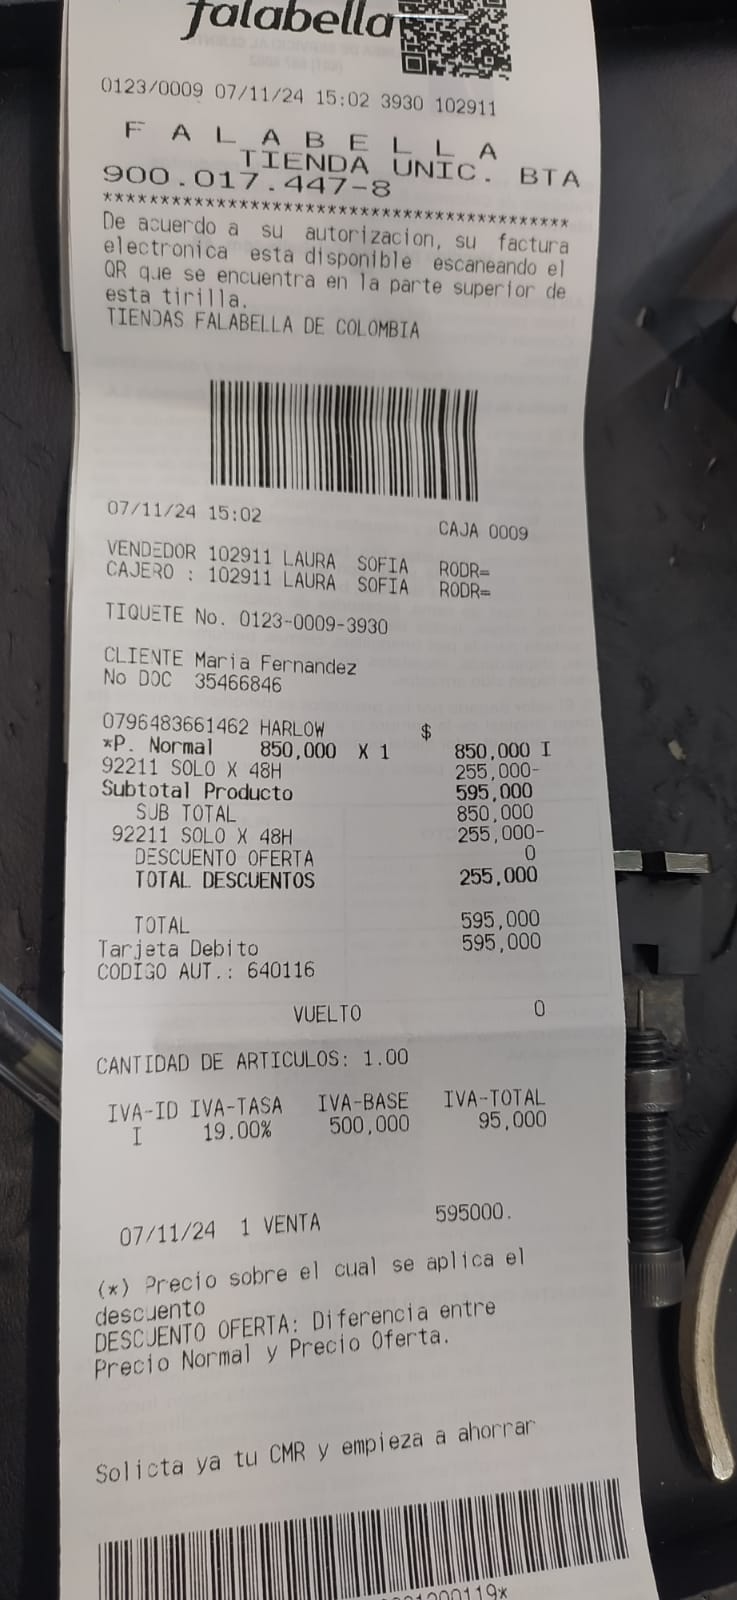 falabella
0123/0009 07/11/24 15:02 3930 102911
F A L A B E L L A
TIENDA UNIC. BTA
900.017.447-8
*****************************************
De acuerdo a su autorizacion, su factura
electronica esta disponible escaneando el
QR que se encuentra en la parte superior de
esta tirilla.
TIENDAS FALABELLA DE COLOMBIA
07/11/24 15:02 CAJA 0009
VENDEDOR 102911 LAURA SOFIA RODR=
CAJERO : 102911 LAURA SOFIA RODR=
TIQUETE No. 0123-0009-3930
CLIENTE Maria Fernandez
No DOC 35466846
0796483661462 HARLOW $
*P. Normal 850,000 X 1 850,000 I
92211 SOLO X 48H 255,000-
Subtotal Producto 595,000
SUB TOTAL 850,000
92211 SOLO X 48H 255,000-
DESCUENTO OFERTA 0
TOTAL DESCUENTOS 255,000
TOTAL 595,000
Tarjeta Debito 595,000
CODIGO AUT.: 640116
VUELTO 0
CANTIDAD DE ARTICULOS: 1.00
IVA-ID IVA-TASA IVA-BASE IVA-TOTAL
I 19.00% 500,000 95,000
07/11/24 1 VENTA 595000.
(*) Precio sobre el cual se aplica el
descuento
DESCUENTO OFERTA: Diferencia entre
Precio Normal y Precio Oferta.
Solicta ya tu CMR y empieza a ahorrar